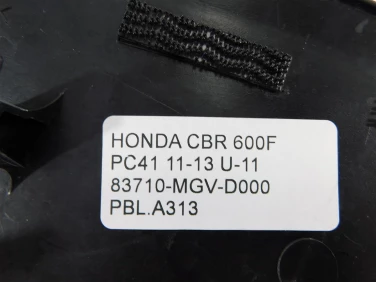 HONDA CBR 600F
PC41 11-13 U-11
83710-MGV-D000
PBL.A313